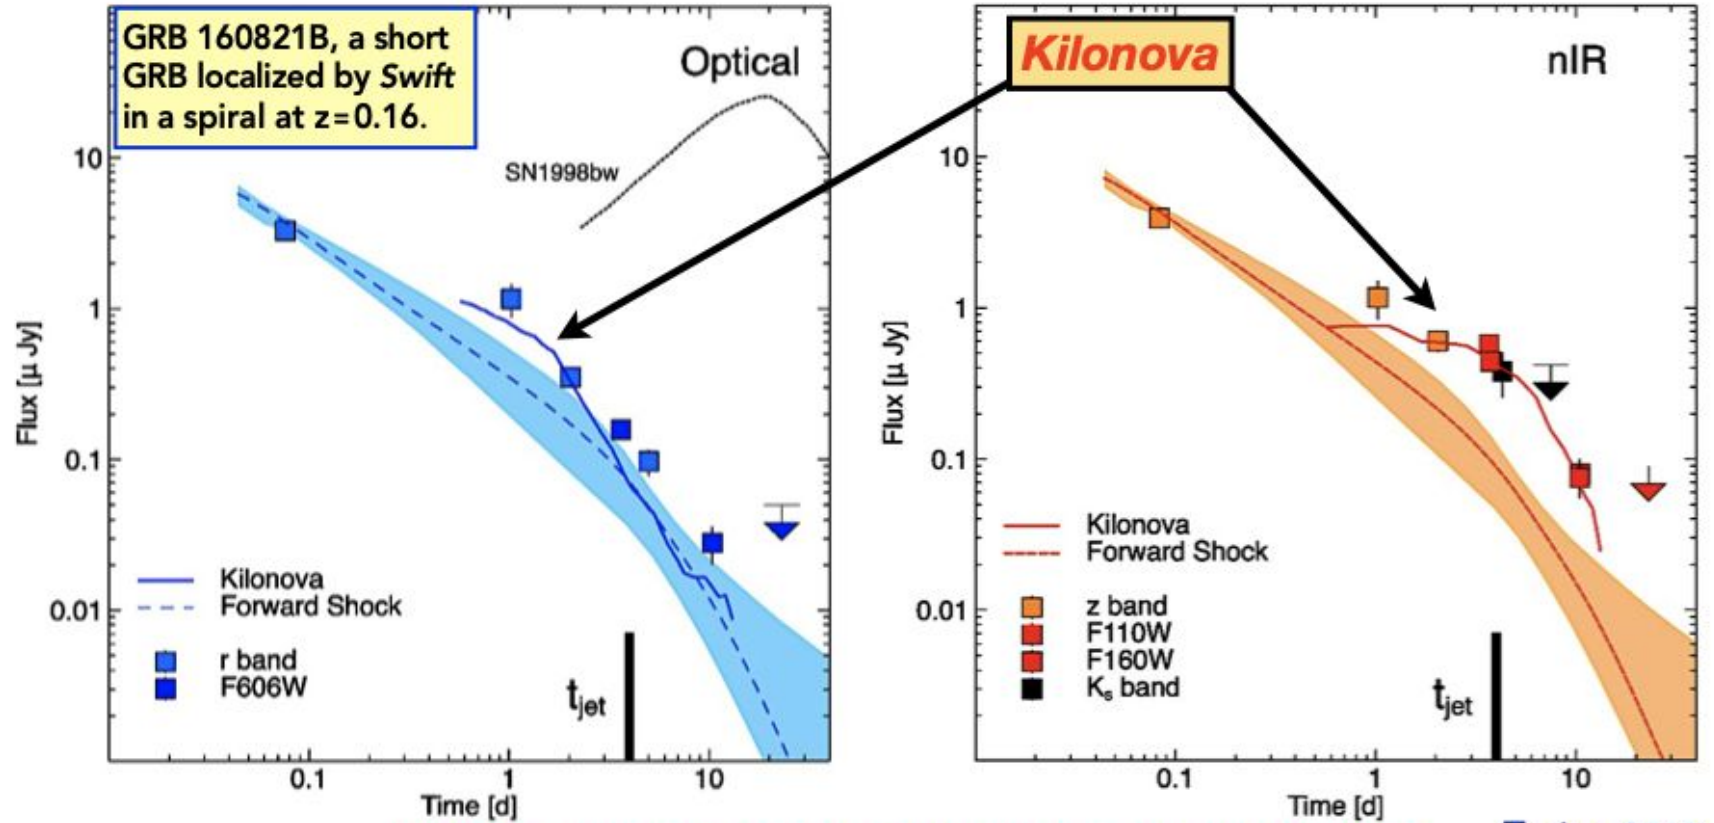 GRB 160821B, a short
GRB localized by Swift
in a spiral at z=0.16.
Optical
SN1998bw
10
1
0.1
0.01
Flux [μ Jy]
Kilonova
Forward Shock
r band
F606W
t_jet
0.1
1
10
Time [d]
Kilonova
nIR
10
1
0.1
0.01
Flux [μ Jy]
Kilonova
Forward Shock
z band
F110W
F160W
K_s band
t_jet
0.1
1
10
Time [d]